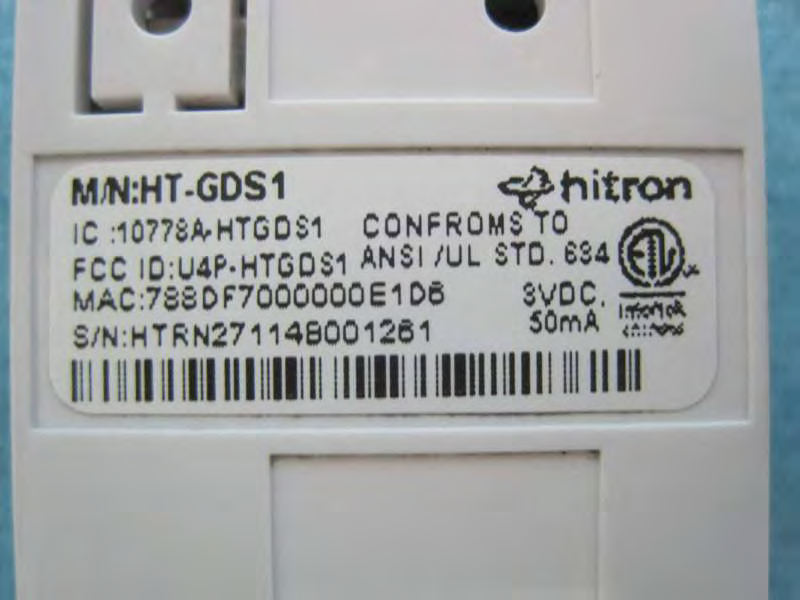 M/N:HT-GDS1
hitron
IC :10778A-HTGDS1
CONFROMS TO
FCC ID:U4P-HTGDS1
ANSI /UL STD. 634
MAC:788DF7000000E1D6
3VDC,
S/N:HTRN271148001261
50mA
Intertek